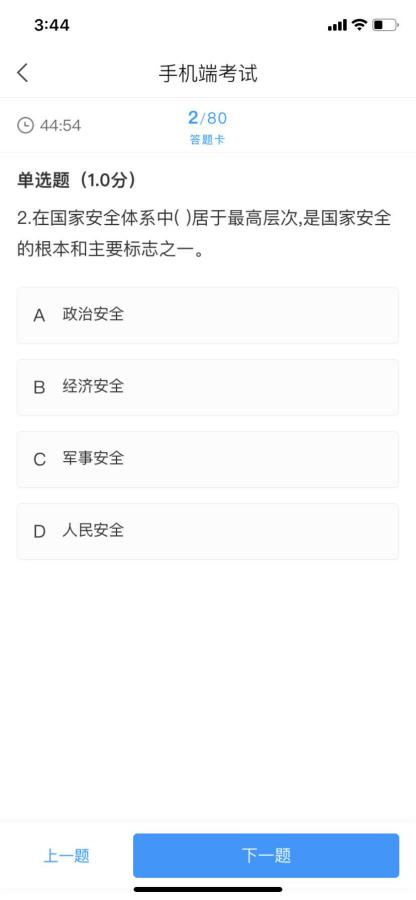 3:44
手机端考试
44:54
2/80
答题卡
单选题（1.0分）
2.在国家安全体系中( )居于最高层次,是国家安全
的根本和主要标志之一。
A 政治安全
B 经济安全
C 军事安全
D 人民安全
上一题
下一题